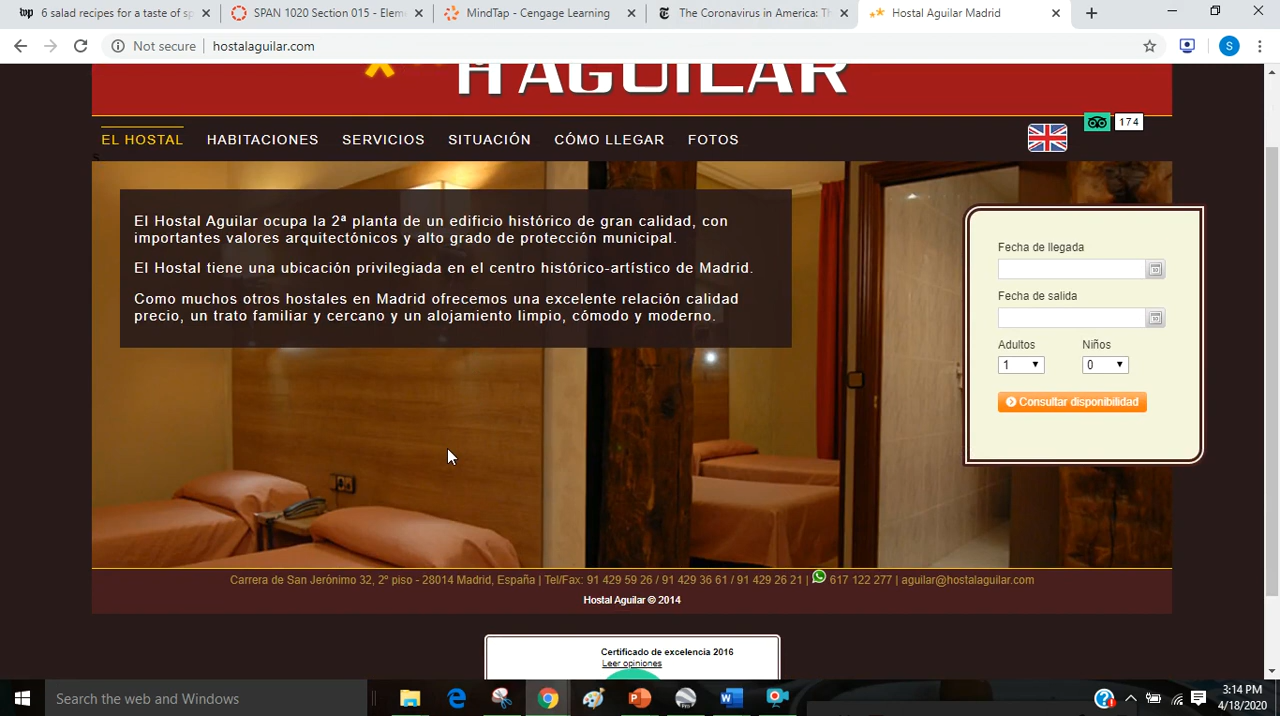 6 salad recipes for a taste of sp
SPAN 1020 Section 015 - Elem
MindTap - Cengage Learning
The Coronavirus in America: Th
Hostal Aguilar Madrid
Not secure | hostalaguilar.com
S
H AGUILAR
EL HOSTAL HABITACIONES SERVICIOS SITUACIÓN CÓMO LLEGAR FOTOS
174
s
El Hostal Aguilar ocupa la 2ª planta de un edificio histórico de gran calidad, con
importantes valores arquitectónicos y alto grado de protección municipal.
El Hostal tiene una ubicación privilegiada en el centro histórico-artístico de Madrid.
Como muchos otros hostales en Madrid ofrecemos una excelente relación calidad
precio, un trato familiar y cercano y un alojamiento limpio, cómodo y moderno.
Fecha de llegada
Fecha de salida
Adultos Niños
1 0
Consultar disponibilidad
Carrera de San Jerónimo 32, 2º piso - 28014 Madrid, España | Tel/Fax: 91 429 59 26 / 91 429 36 61 / 91 429 26 21 | 617 122 277 | aguilar@hostalaguilar.com
Hostal Aguilar © 2014
Certificado de excelencia 2016
Leer opiniones
Search the web and Windows
3:14 PM
4/18/2020